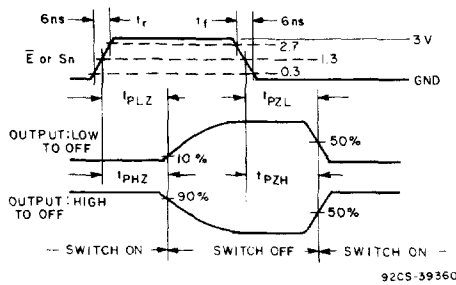 6ns tr tf 6ns
3V
2.7
1.3
0.3
E̅ or Sn
GND
tPLZ tPZL
OUTPUT:LOW
TO OFF
10% 50%
tPHZ tPZH
OUTPUT:HIGH
TO OFF
90% 50%
SWITCH ON SWITCH OFF SWITCH ON
92CS-39360